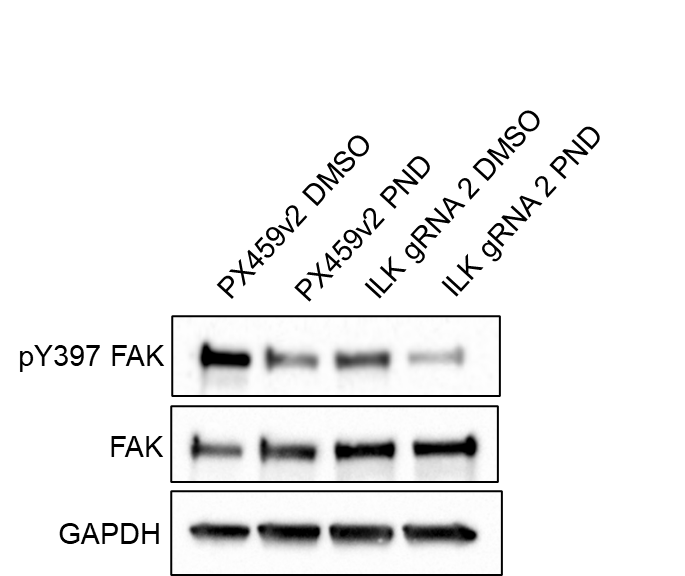 PX459v2 DMSO
PX459v2 PND
ILK gRNA 2 DMSO
ILK gRNA 2 PND
pY397 FAK
FAK
GAPDH